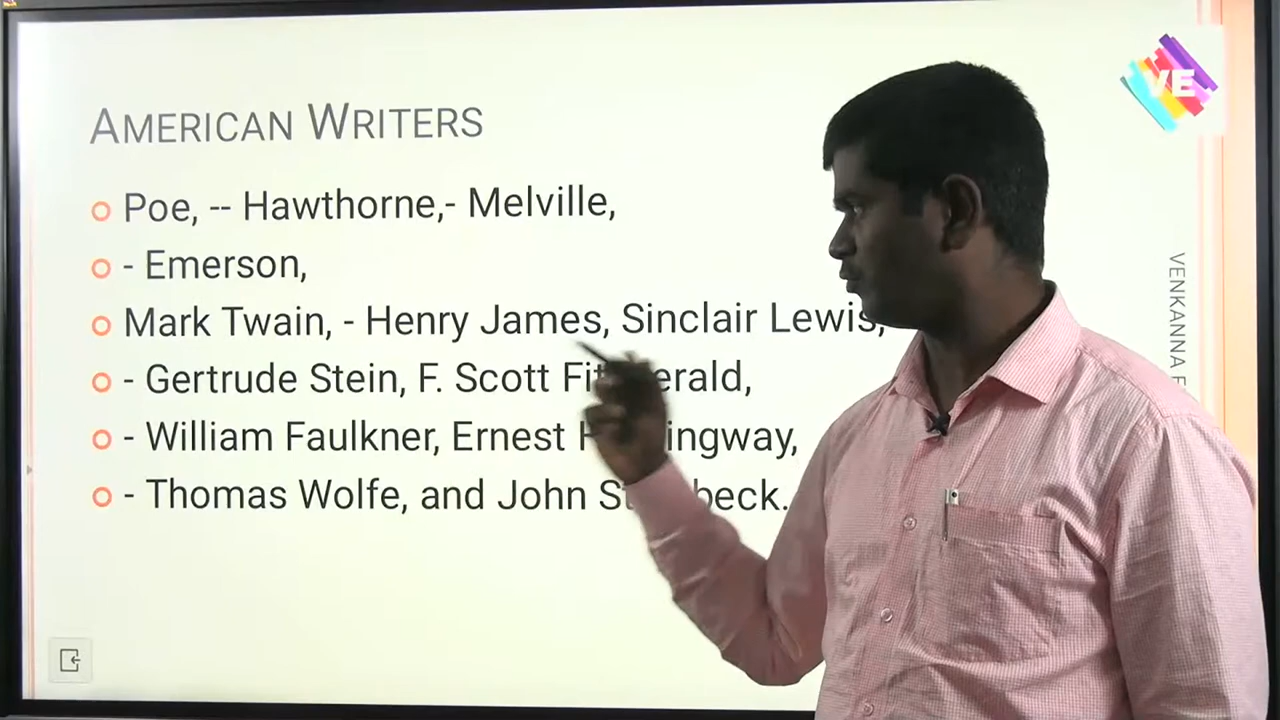 VE
AMERICAN WRITERS
Poe, -- Hawthorne,- Melville,
- Emerson,
Mark Twain, - Henry James, Sinclair Lewis,
- Gertrude Stein, F. Scott
- William Faulkner, Ernest
- Thomas Wolfe, and John
VENKANNA